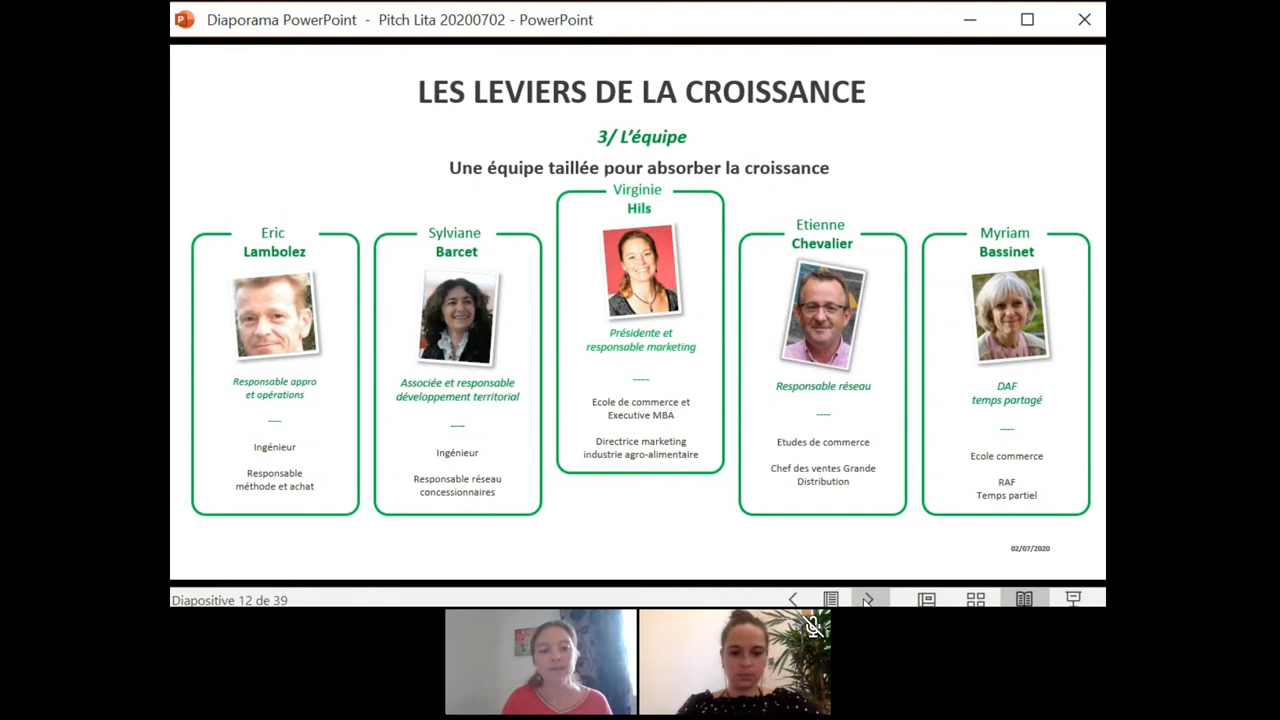 Diaporama PowerPoint - Pitch Lita 20200702 - PowerPoint
LES LEVIERS DE LA CROISSANCE
3/ L'équipe
Une équipe taillée pour absorber la croissance
Eric
Lambolez
Responsable appro
et opérations
----
Ingénieur
Responsable
méthode et achat
Sylviane
Barcet
Associée et responsable
développement territorial
----
Ingénieur
Responsable réseau
concessionnaires
Virginie
Hils
Présidente et
responsable marketing
----
Ecole de commerce et
Executive MBA
Directrice marketing
industrie agro-alimentaire
Etienne
Chevalier
Responsable réseau
----
Etudes de commerce
Chef des ventes Grande
Distribution
Myriam
Bassinet
DAF
temps partagé
----
Ecole commerce
RAF
Temps partiel
02/07/2020
Diapositive 12 de 39